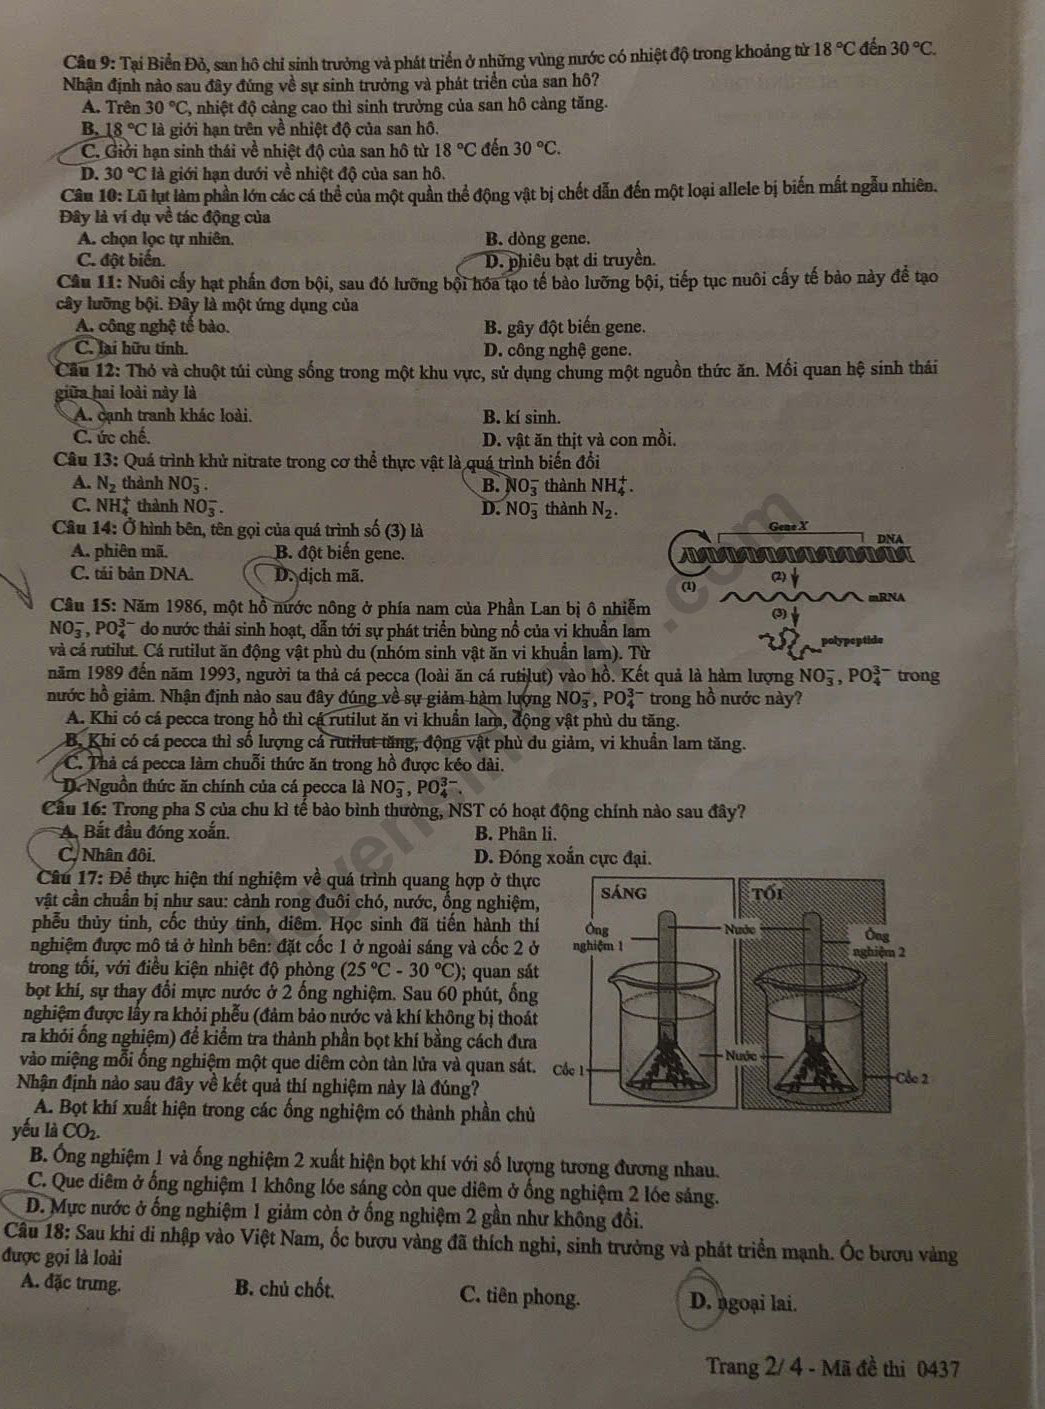 Câu 9: Tại Biển Đỏ, san hô chỉ sinh trưởng và phát triển ở những vùng nước có nhiệt độ trong khoảng từ 18 °C đến 30 °C.
Nhận định nào sau đây đúng về sự sinh trưởng và phát triển của san hô?
A. Trên 30 °C, nhiệt độ càng cao thì sinh trưởng của san hô càng tăng.
B. 18 °C là giới hạn trên về nhiệt độ của san hô.
C. Giới hạn sinh thái về nhiệt độ của san hô từ 18 °C đến 30 °C.
D. 30 °C là giới hạn dưới về nhiệt độ của san hô.
Câu 10: Lũ lụt làm phần lớn các cá thể của một quần thể động vật bị chết dẫn đến một loại allele bị biến mất ngẫu nhiên.
Đây là ví dụ về tác động của
A. chọn lọc tự nhiên. B. dòng gene.
C. đột biến. D. phiêu bạt di truyền.
Câu 11: Nuôi cấy hạt phấn đơn bội, sau đó lưỡng bội hóa tạo tế bào lưỡng bội, tiếp tục nuôi cấy tế bào này để tạo
cây lưỡng bội. Đây là một ứng dụng của
A. công nghệ tế bào. B. gây đột biến gene.
C. lai hữu tính. D. công nghệ gene.
Câu 12: Thỏ và chuột túi cùng sống trong một khu vực, sử dụng chung một nguồn thức ăn. Mối quan hệ sinh thái
giữa hai loài này là
A. cạnh tranh khác loài. B. kí sinh.
C. ức chế. D. vật ăn thịt và con mồi.
Câu 13: Quá trình khử nitrate trong cơ thể thực vật là quá trình biến đổi
A. N₂ thành NO₃⁻. B. NO₃⁻ thành NH₄⁺.
C. NH₄⁺ thành NO₃⁻. D. NO₃⁻ thành N₂.
Câu 14: Ở hình bên, tên gọi của quá trình số (3) là
A. phiên mã. B. đột biến gene.
C. tái bản DNA. D. dịch mã.
Gene X
DNA
(1)
(2)
mRNA
(3)
polypeptide
Câu 15: Năm 1986, một hồ nước nông ở phía nam của Phần Lan bị ô nhiễm
NO₃⁻, PO₄³⁻ do nước thải sinh hoạt, dẫn tới sự phát triển bùng nổ của vi khuẩn lam
và cá rutilut. Cá rutilut ăn động vật phù du (nhóm sinh vật ăn vi khuẩn lam). Từ
năm 1989 đến năm 1993, người ta thả cá pecca (loài ăn cá rutilut) vào hồ. Kết quả là hàm lượng NO₃⁻, PO₄³⁻ trong
nước hồ giảm. Nhận định nào sau đây đúng về sự giảm hàm lượng NO₃⁻, PO₄³⁻ trong hồ nước này?
A. Khi có cá pecca trong hồ thì cá rutilut ăn vi khuẩn lam, động vật phù du tăng.
B. Khi có cá pecca thì số lượng cá rutilut tăng, động vật phù du giảm, vi khuẩn lam tăng.
C. Thả cá pecca làm chuỗi thức ăn trong hồ được kéo dài.
D. Nguồn thức ăn chính của cá pecca là NO₃⁻, PO₄³⁻.
Câu 16: Trong pha S của chu kì tế bào bình thường, NST có hoạt động chính nào sau đây?
A. Bắt đầu đóng xoắn. B. Phân li.
C. Nhân đôi. D. Đóng xoắn cực đại.
Câu 17: Để thực hiện thí nghiệm về quá trình quang hợp ở thực
vật cần chuẩn bị như sau: cành rong đuôi chó, nước, ống nghiệm,
phễu thủy tinh, cốc thủy tinh, diêm. Học sinh đã tiến hành thí
nghiệm được mô tả ở hình bên: đặt cốc 1 ở ngoài sáng và cốc 2 ở
trong tối, với điều kiện nhiệt độ phòng (25 °C - 30 °C); quan sát
bọt khí, sự thay đổi mực nước ở 2 ống nghiệm. Sau 60 phút, ống
nghiệm được lấy ra khỏi phễu (đảm bảo nước và khí không bị thoát
ra khỏi ống nghiệm) để kiểm tra thành phần bọt khí bằng cách đưa
vào miệng mỗi ống nghiệm một que diêm còn tàn lửa và quan sát.
Nhận định nào sau đây về kết quả thí nghiệm này là đúng?
A. Bọt khí xuất hiện trong các ống nghiệm có thành phần chủ
yếu là CO₂.
SÁNG
TỐI
Ống
nghiệm 1
Nước
Ống
nghiệm 2
Nước
Cốc 1
Cốc 2
B. Ống nghiệm 1 và ống nghiệm 2 xuất hiện bọt khí với số lượng tương đương nhau.
C. Que diêm ở ống nghiệm 1 không lóe sáng còn que diêm ở ống nghiệm 2 lóe sáng.
D. Mực nước ở ống nghiệm 1 giảm còn ở ống nghiệm 2 gần như không đổi.
Câu 18: Sau khi di nhập vào Việt Nam, ốc bươu vàng đã thích nghi, sinh trưởng và phát triển mạnh. Ốc bươu vàng
được gọi là loài
A. đặc trưng. B. chủ chốt. C. tiên phong. D. ngoại lai.
Trang 2/ 4 - Mã đề thi 0437